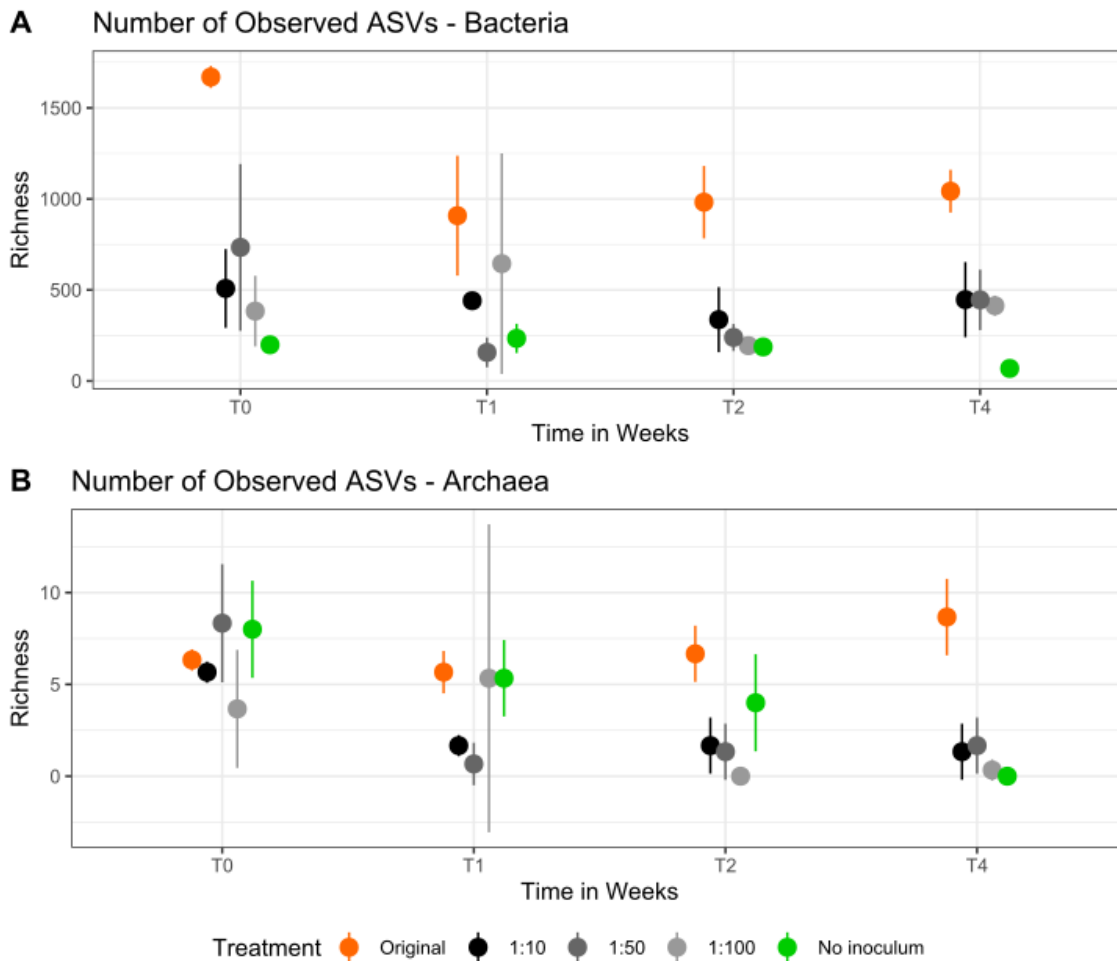 A Number of Observed ASVs - Bacteria
1500
1000
500
0
Richness
T0 T1 T2 T4
Time in Weeks
B Number of Observed ASVs - Archaea
10
5
0
Richness
T0 T1 T2 T4
Time in Weeks
Treatment Original 1:10 1:50 1:100 No inoculum